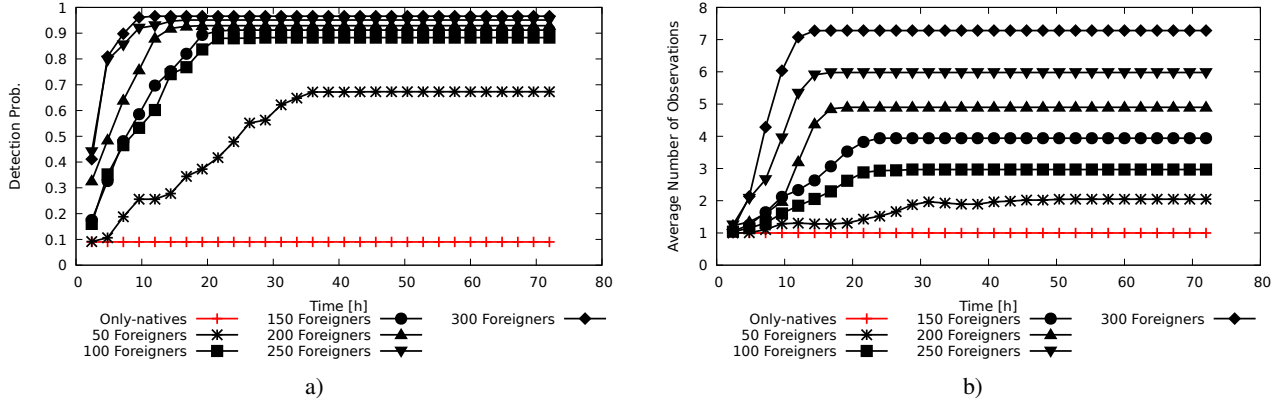 1
0.9
0.8
0.7
0.6
0.5
0.4
0.3
0.2
0.1
0
Detection Prob.
0 10 20 30 40 50 60 70 80
Time [h]
Only-natives 150 Foreigners 300 Foreigners
50 Foreigners 200 Foreigners
100 Foreigners 250 Foreigners
a)
8
7
6
5
4
3
2
1
0
Average Number of Observations
0 10 20 30 40 50 60 70 80
Time [h]
Only-natives 150 Foreigners 300 Foreigners
50 Foreigners 200 Foreigners
100 Foreigners 250 Foreigners
b)